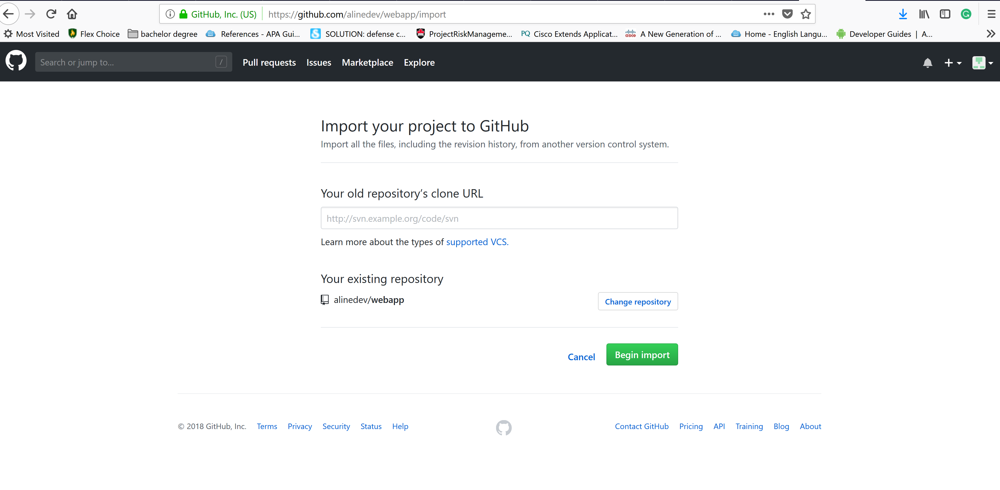 GitHub, Inc. (US) https://github.com/alinedev/webapp/import
Most Visited Flex Choice bachelor degree References - APA Gui... SOLUTION: defense c... ProjectRiskManageme... PQ Cisco Extends Applicat... cisco A New Generation of ... Home - English Langu... Developer Guides | A...
Search or jump to... / Pull requests Issues Marketplace Explore
Import your project to GitHub
Import all the files, including the revision history, from another version control system.
Your old repository’s clone URL
http://svn.example.org/code/svn
Learn more about the types of supported VCS.
Your existing repository
alinedev/webapp Change repository
Cancel Begin import
© 2018 GitHub, Inc. Terms Privacy Security Status Help Contact GitHub Pricing API Training Blog About